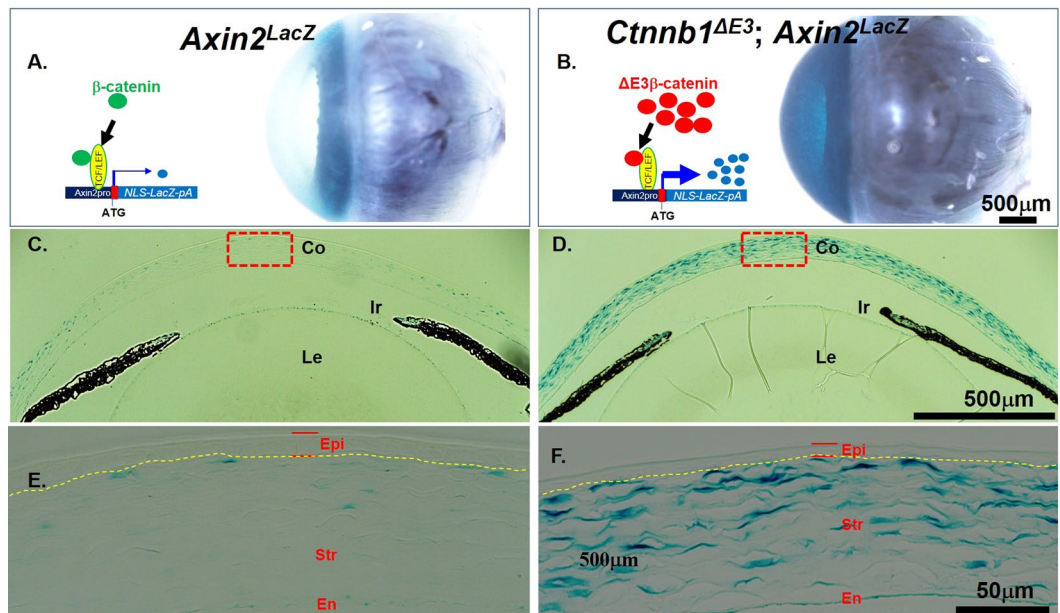 A.
Axin2LacZ
β-catenin
TCF/LEF
Axin2pro
NLS-LacZ-pA
ATG
B.
Ctnnb1ΔE3; Axin2LacZ
ΔE3β-catenin
TCF/LEF
Axin2pro
NLS-LacZ-pA
ATG
500μm
C.
Co
Ir
Le
D.
Co
Ir
Le
500μm
E.
Epi
Str
En
F.
Epi
Str
500μm
En
50μm